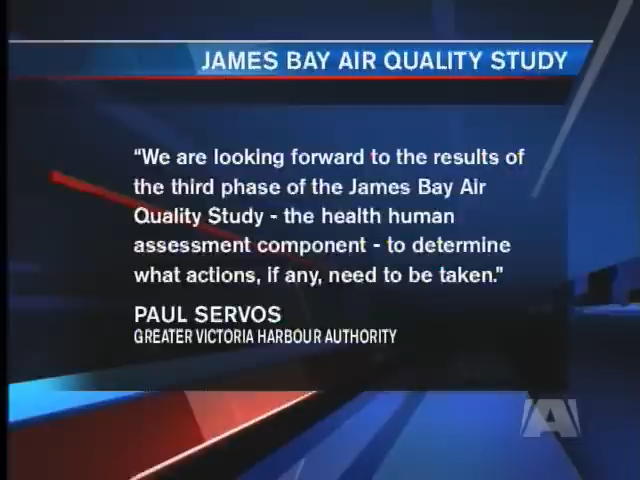 JAMES BAY AIR QUALITY STUDY
“We are looking forward to the results of
the third phase of the James Bay Air
Quality Study - the health human
assessment component - to determine
what actions, if any, need to be taken."
PAUL SERVOS
GREATER VICTORIA HARBOUR AUTHORITY
A